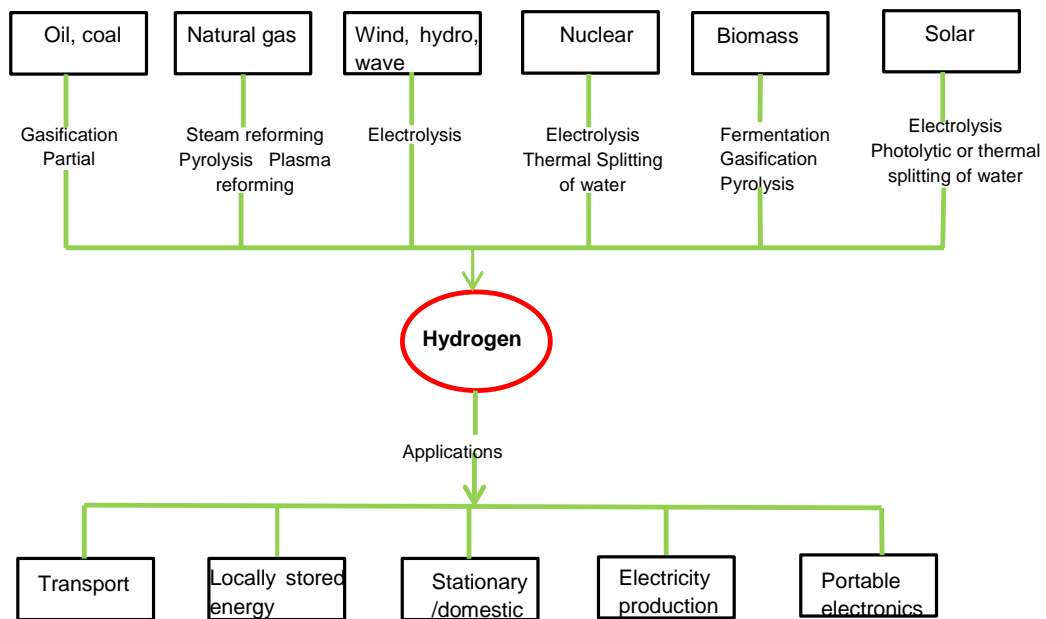 Oil, coal
Natural gas
Wind, hydro,
wave
Nuclear
Biomass
Solar
Gasification
Partial
Steam reforming
Pyrolysis Plasma
reforming
Electrolysis
Electrolysis
Thermal Splitting
of water
Fermentation
Gasification
Pyrolysis
Electrolysis
Photolytic or thermal
splitting of water
Hydrogen
Applications
Transport
Locally stored
energy
Stationary
/domestic
Electricity
production
Portable
electronics